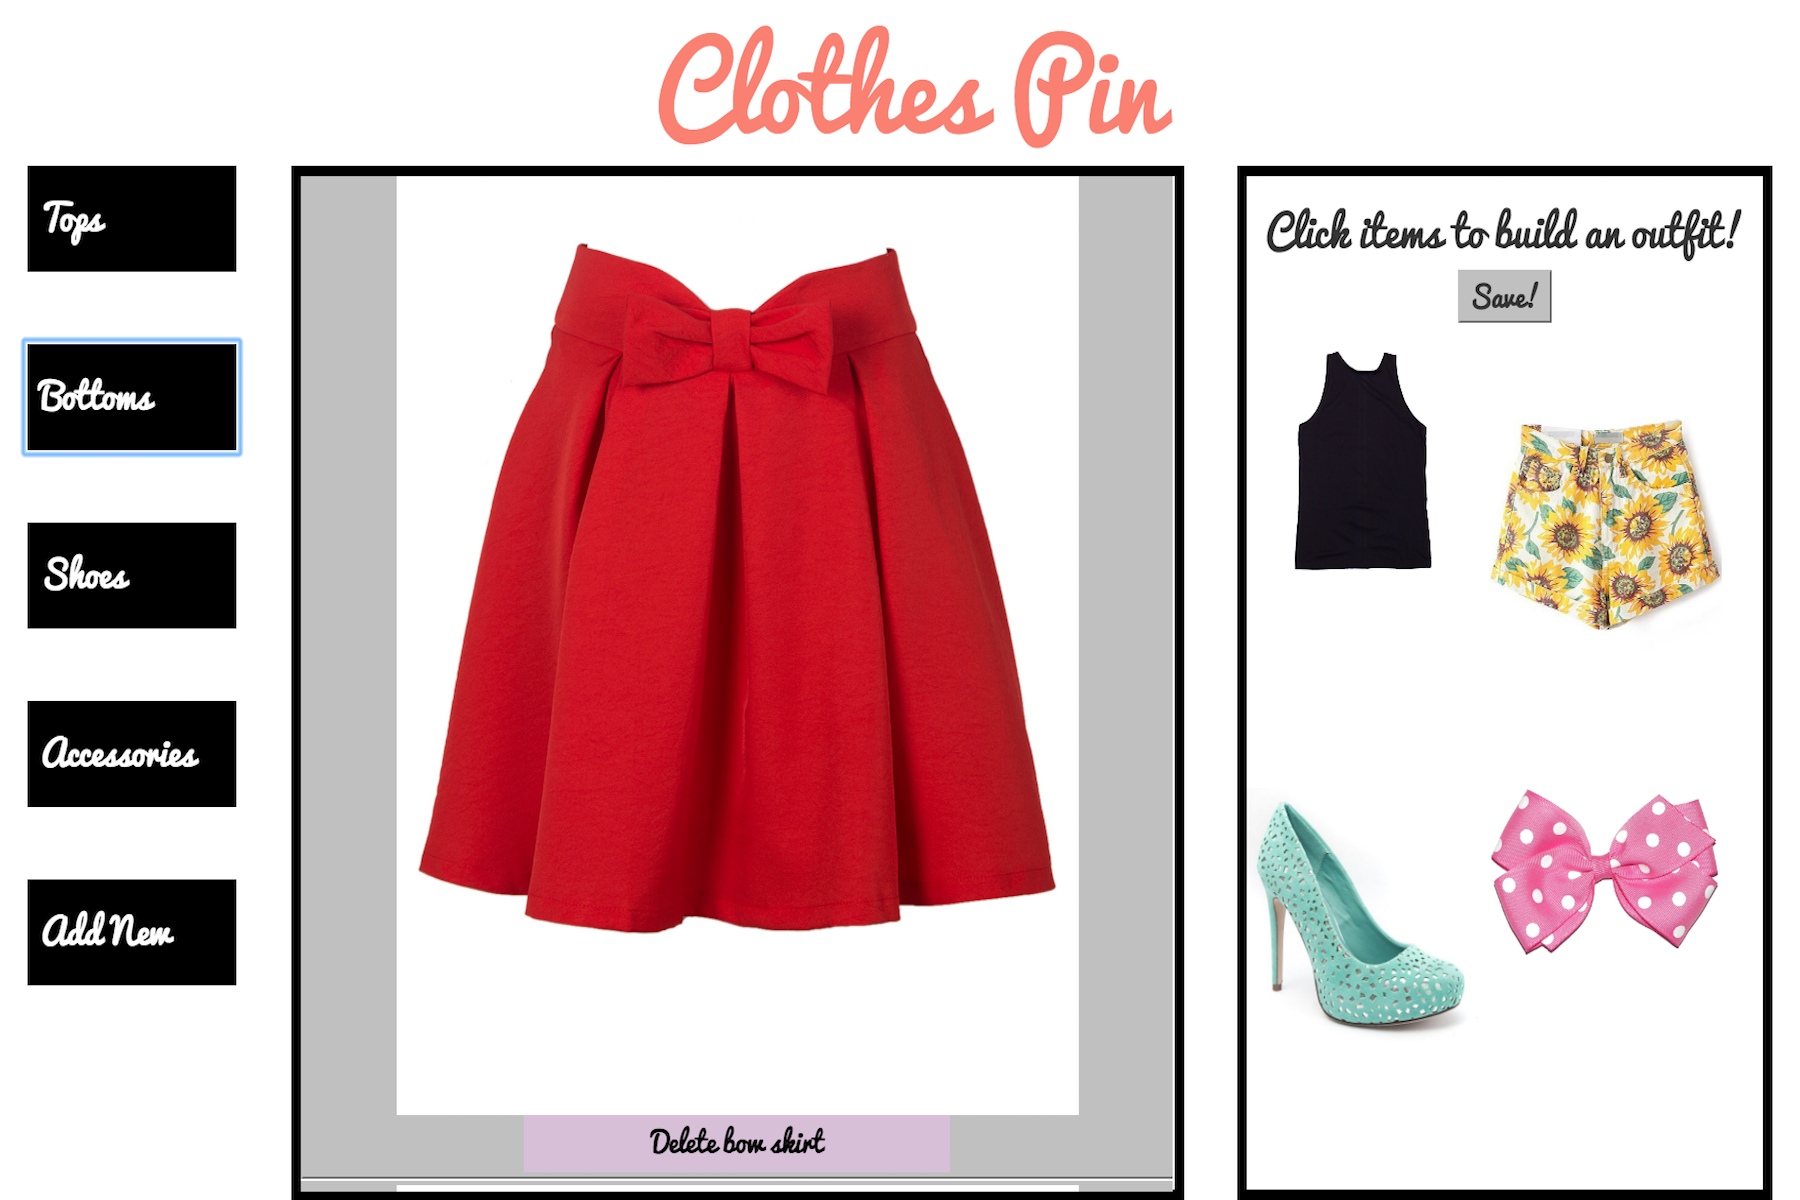 Clothes Pin
Tops
Bottoms
Shoes
Accessories
Add New
Delete bow skirt
Click items to build an outfit!
Save!